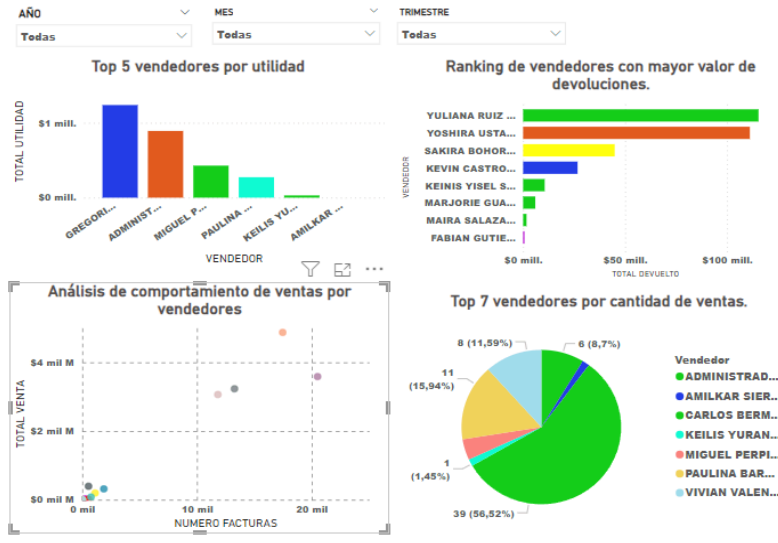 AÑO
Todas
MES
Todas
TRIMESTRE
Todas
Top 5 vendedores por utilidad
TOTAL UTILIDAD
$1 mill.
$0 mill.
GREGORI...
ADMINIST...
MIGUEL P...
PAULINA ...
KEILIS YU...
AMILKAR ...
VENDEDOR
Ranking de vendedores con mayor valor de
devoluciones.
VENDEDOR
YULIANA RUIZ ...
YOSHIRA USTA...
SAKIRA BOHOR...
KEVIN CASTRO...
KEINIS YISEL S...
MARJORIE GUA...
MAIRA SALAZA...
FABIAN GUTIE...
$0 mill.
$50 mill.
$100 mill.
TOTAL DEVUELTO
Análisis de comportamiento de ventas por
vendedores
TOTAL VENTA
$4 mil M
$2 mil M
$0 mil M
0 mil
10 mil
20 mil
NUMERO FACTURAS
Top 7 vendedores por cantidad de ventas.
8 (11,59%)
6 (8,7%)
11
(15,94%)
1
(1,45%)
39 (56,52%)
Vendedor
ADMINISTRAD...
AMILKAR SIER...
CARLOS BERM...
KEILIS YURAN...
MIGUEL PERPI...
PAULINA BAR...
VIVIAN VALEN...